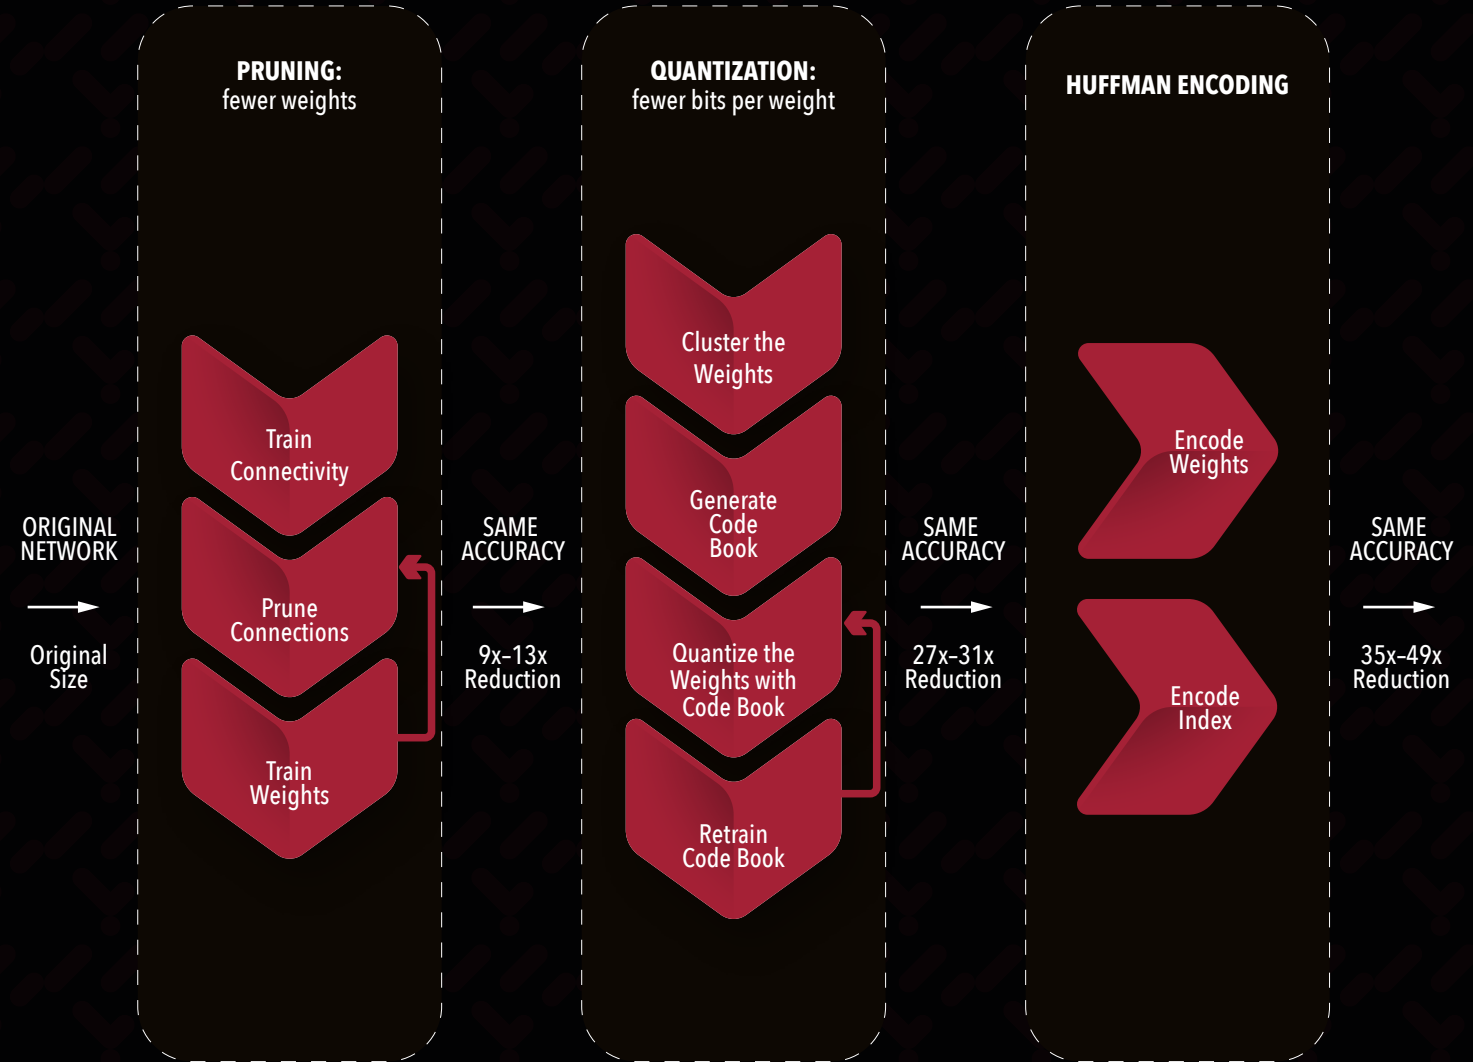 ORIGINAL
NETWORK
Original
Size
PRUNING:
fewer weights
Train
Connectivity
Prune
Connections
Train
Weights
SAME
ACCURACY
9x–13x
Reduction
QUANTIZATION:
fewer bits per weight
Cluster the
Weights
Generate
Code
Book
Quantize the
Weights with
Code Book
Retrain
Code Book
SAME
ACCURACY
27x–31x
Reduction
HUFFMAN ENCODING
Encode
Weights
Encode
Index
SAME
ACCURACY
35x–49x
Reduction